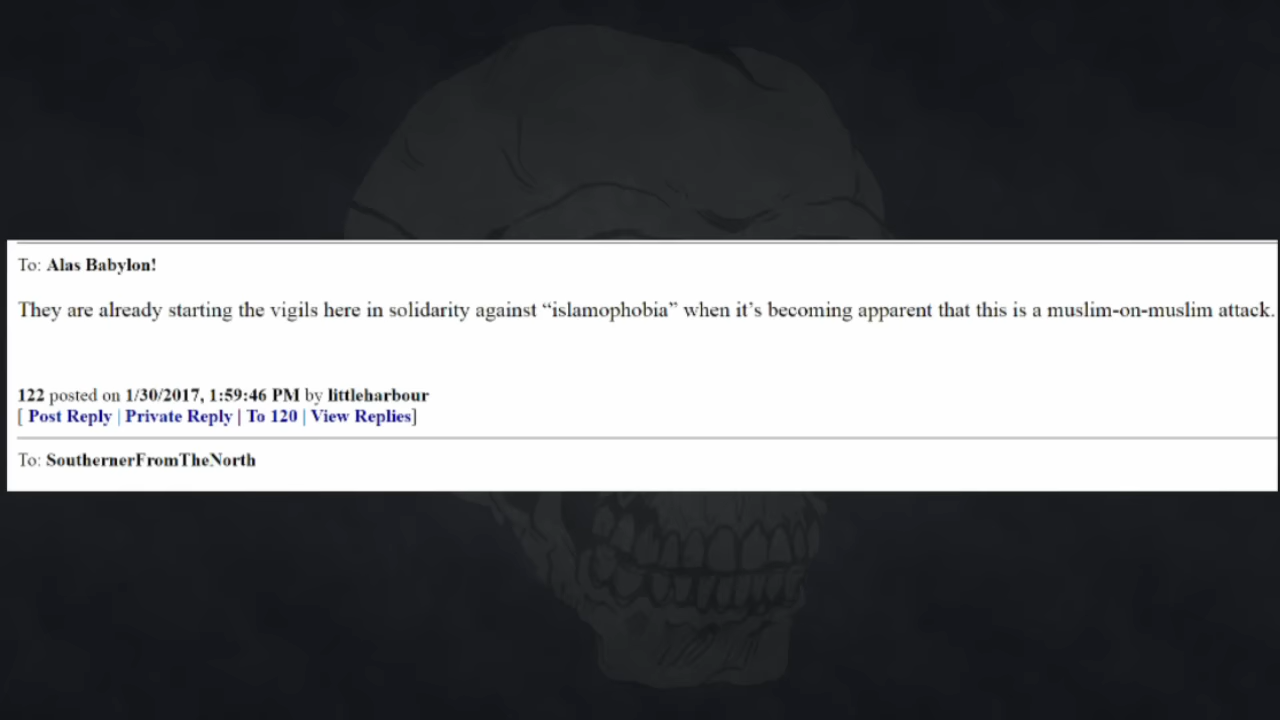 To: Alas Babylon!
They are already starting the vigils here in solidarity against “islamophobia” when it’s becoming apparent that this is a muslim-on-muslim attack.
122 posted on 1/30/2017, 1:59:46 PM by littleharbour
[ Post Reply | Private Reply | To 120 | View Replies]
To: SouthernerFromTheNorth